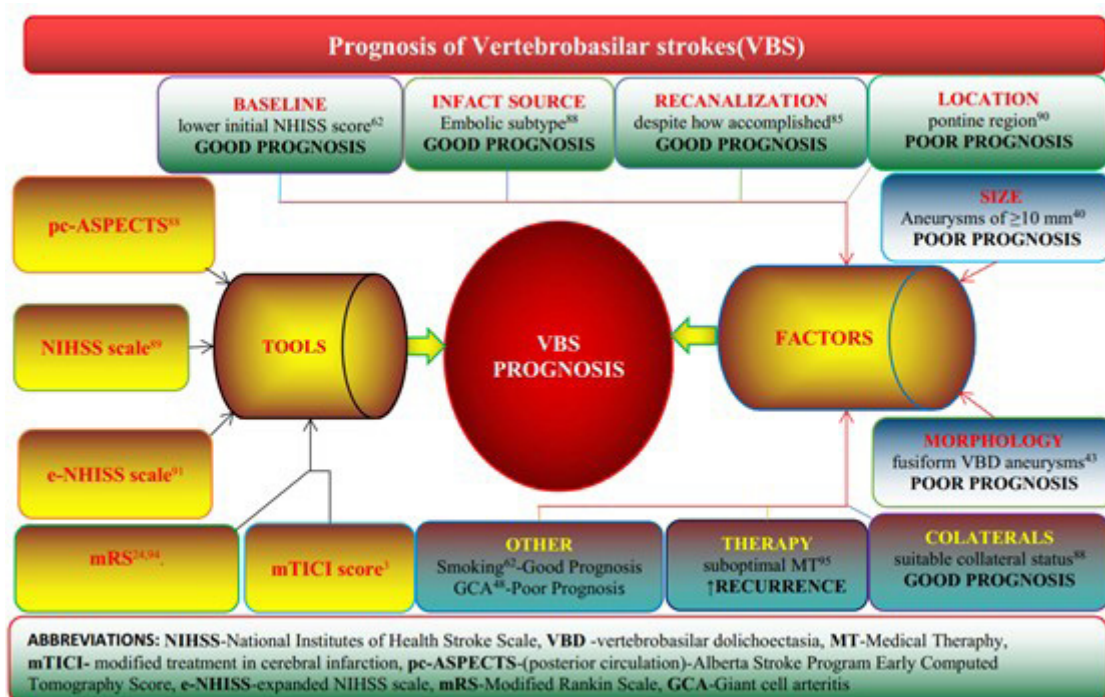 Prognosis of Vertebrobasilar strokes(VBS)
BASELINE
lower initial NHISS score62
GOOD PROGNOSIS
INFACT SOURCE
Embolic subtype88
GOOD PROGNOSIS
RECANALIZATION
despite how accomplished85
GOOD PROGNOSIS
LOCATION
pontine region90
POOR PROGNOSIS
pc-ASPECTS88
SIZE
Aneurysms of ≥10 mm40
POOR PROGNOSIS
NIHSS scale89
TOOLS
VBS
PROGNOSIS
FACTORS
e-NHISS scale91
MORPHOLOGY
fusiform VBD aneurysms43
POOR PROGNOSIS
mRS24,94.
mTICI score3
OTHER
Smoking62-Good Prognosis
GCA48-Poor Prognosis
THERAPY
suboptimal MT95
↑RECURRENCE
COLLATERALS
suitable collateral status88
GOOD PROGNOSIS
ABBREVIATIONS: NIHSS-National Institutes of Health Stroke Scale, VBD -vertebrobasilar dolichoectasia, MT-Medical Theraphy,
mTICI- modified treatment in cerebral infarction, pc-ASPECTS-(posterior circulation)-Alberta Stroke Program Early Computed
Tomography Score, e-NHISS-expanded NIHSS scale, mRS-Modified Rankin Scale, GCA-Giant cell arteritis